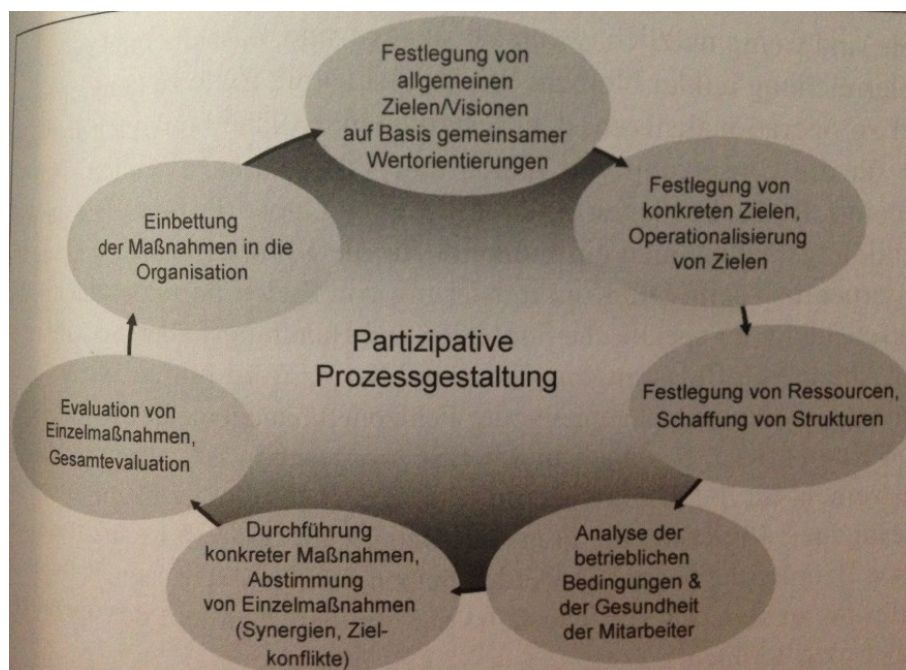 Festlegung von
allgemeinen
Zielen/Visionen
auf Basis gemeinsamer
Wertorientierungen
Festlegung von
konkreten Zielen,
Operationalisierung
von Zielen
Festlegung von Ressourcen,
Schaffung von Strukturen
Analyse der
betrieblichen
Bedingungen &
der Gesundheit
der Mitarbeiter
Durchführung
konkreter Maßnahmen,
Abstimmung
von Einzelmaßnahmen
(Synergien, Ziel-
konflikte)
Evaluation von
Einzelmaßnahmen,
Gesamtevaluation
Einbettung
der Maßnahmen in die
Organisation
Partizipative
Prozessgestaltung